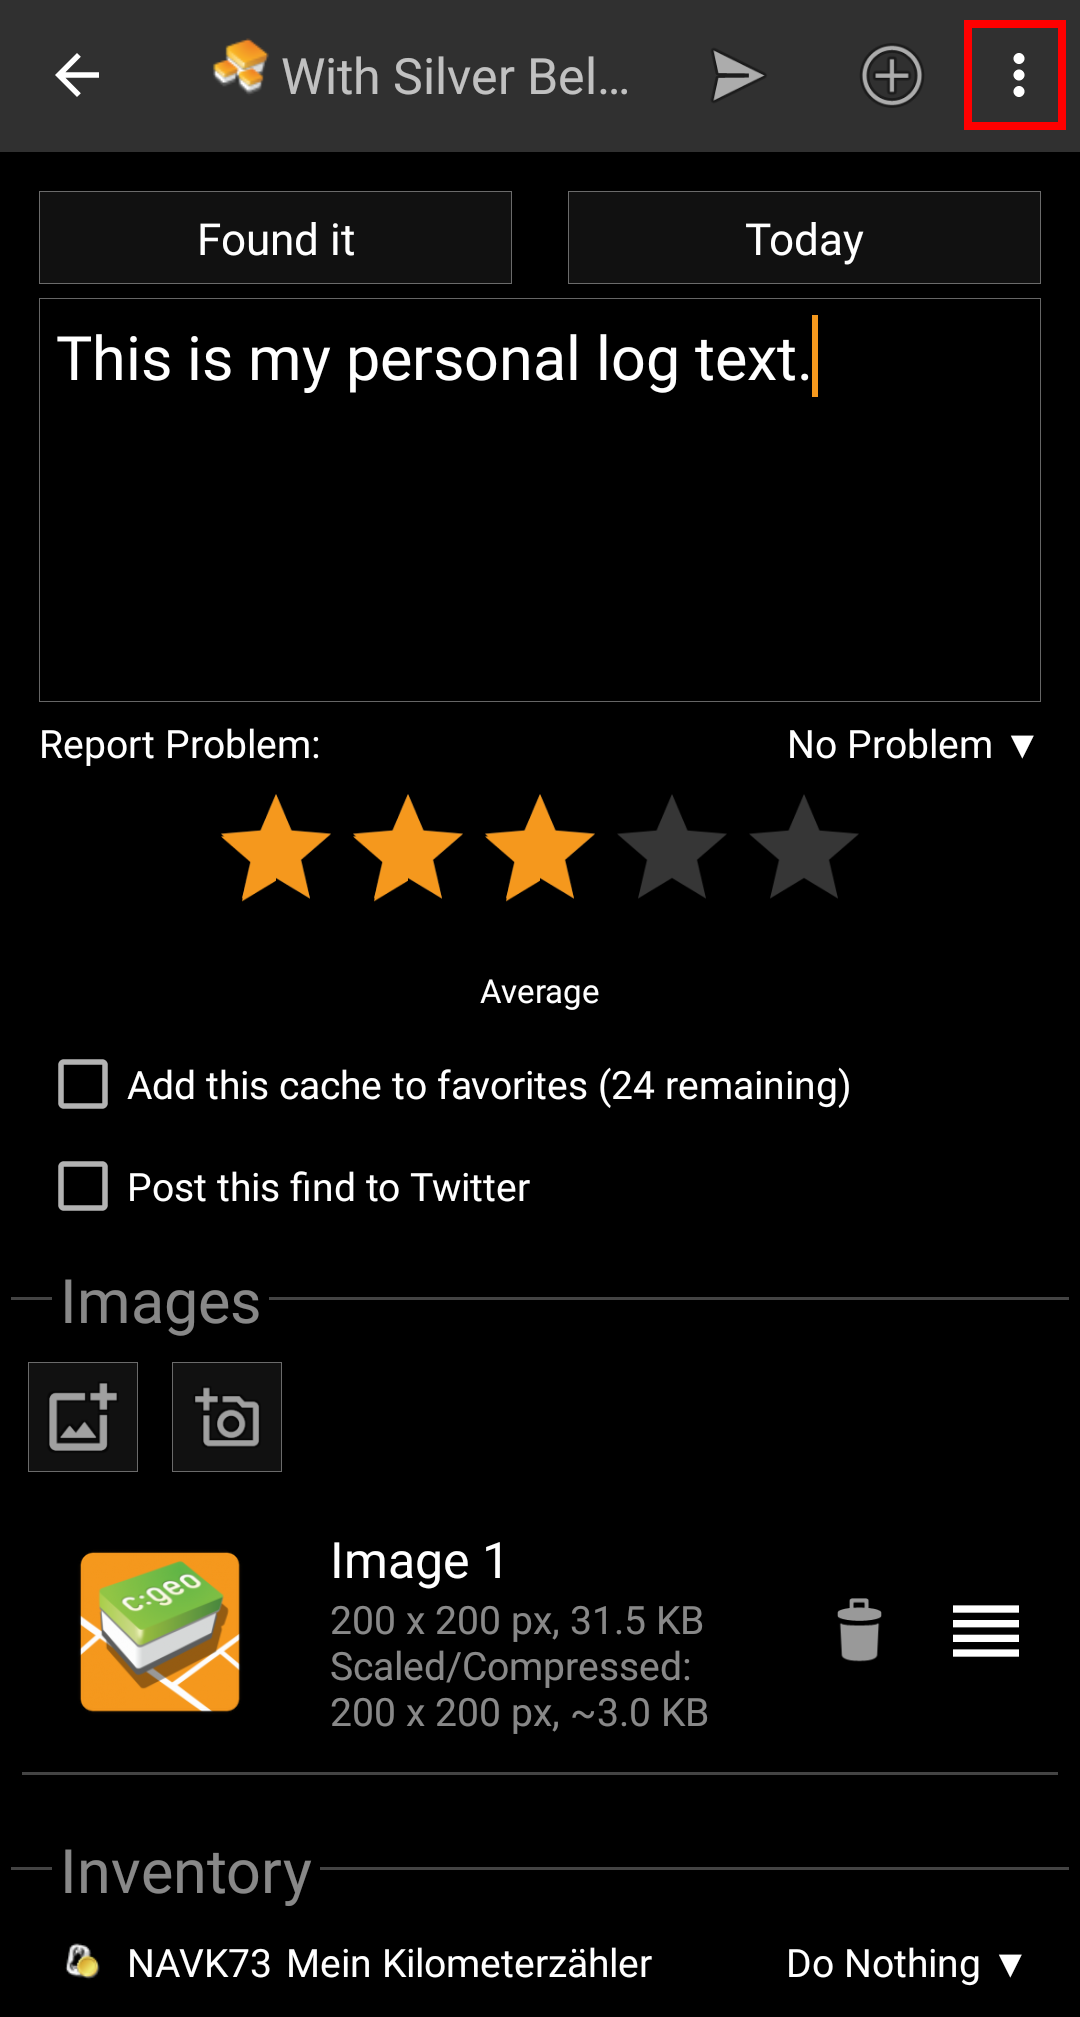 With Silver Bel...
Found it
Today
This is my personal log text.
Report Problem:
No Problem ▼
Average
Add this cache to favorites (24 remaining)
Post this find to Twitter
Images
c:geo
Image 1
200 x 200 px, 31.5 KB
Scaled/Compressed:
200 x 200 px, ~3.0 KB
Inventory
NAVK73 Mein Kilometerzähler
Do Nothing ▼